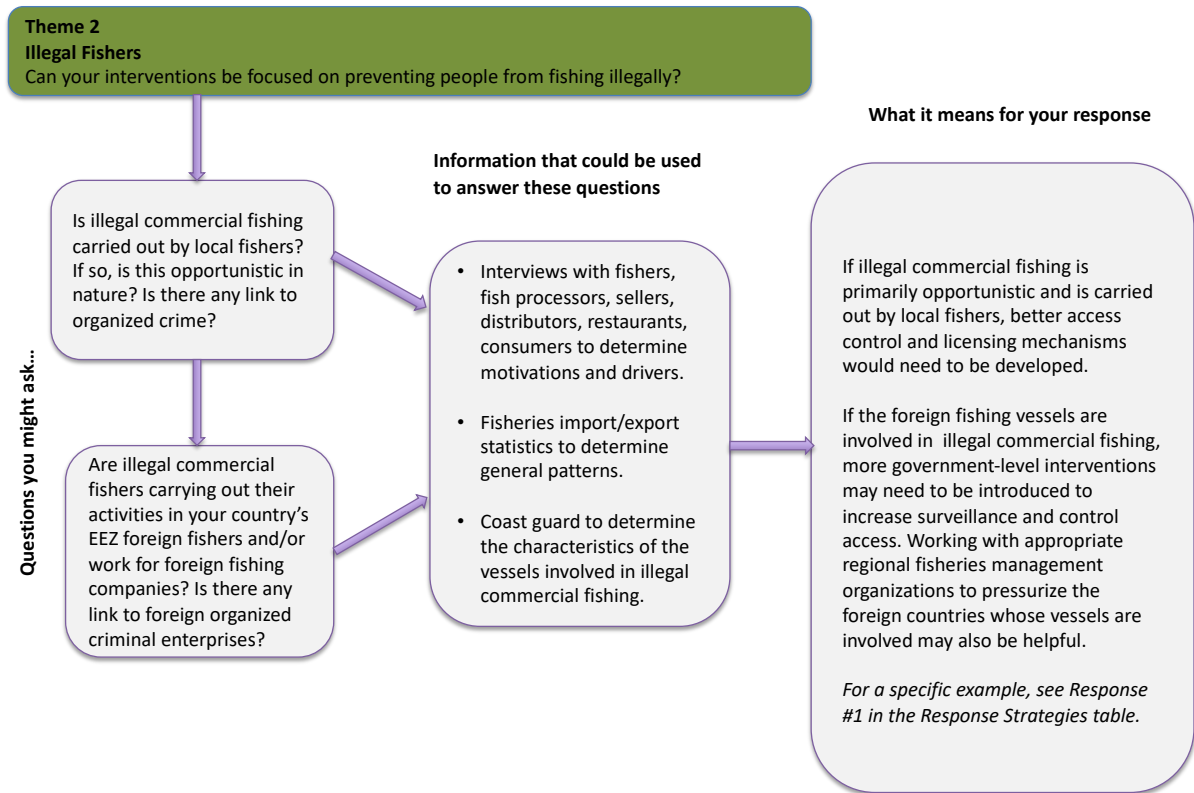 Theme 2
Illegal Fishers
Can your interventions be focused on preventing people from fishing illegally?
Questions you might ask...
Is illegal commercial fishing
carried out by local fishers?
If so, is this opportunistic in
nature? Is there any link to
organized crime?
Are illegal commercial
fishers carrying out their
activities in your country’s
EEZ foreign fishers and/or
work for foreign fishing
companies? Is there any
link to foreign organized
criminal enterprises?
Information that could be used
to answer these questions
• Interviews with fishers,
fish processors, sellers,
distributors, restaurants,
consumers to determine
motivations and drivers.
• Fisheries import/export
statistics to determine
general patterns.
• Coast guard to determine
the characteristics of the
vessels involved in illegal
commercial fishing.
What it means for your response
If illegal commercial fishing is
primarily opportunistic and is carried
out by local fishers, better access
control and licensing mechanisms
would need to be developed.
If the foreign fishing vessels are
involved in illegal commercial fishing,
more government-level interventions
may need to be introduced to
increase surveillance and control
access. Working with appropriate
regional fisheries management
organizations to pressurize the
foreign countries whose vessels are
involved may also be helpful.
For a specific example, see Response
#1 in the Response Strategies table.